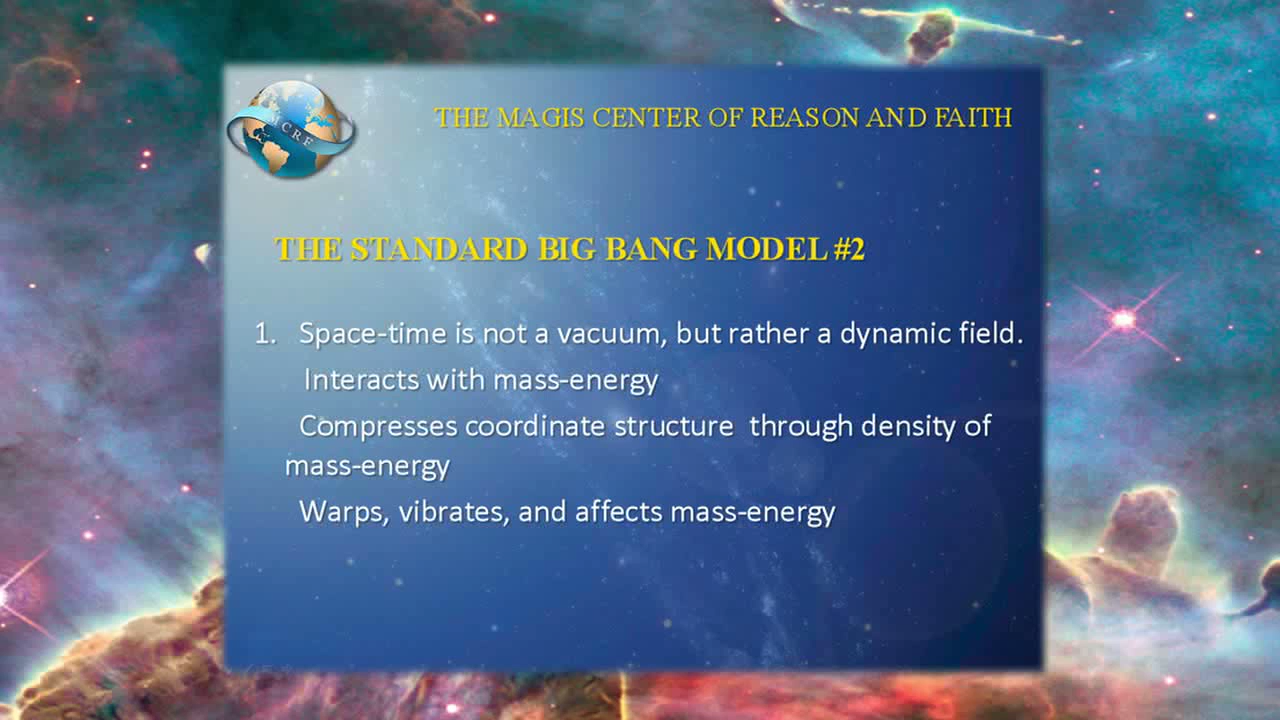 MCRF
THE MAGIS CENTER OF REASON AND FAITH
THE STANDARD BIG BANG MODEL #2
1. Space-time is not a vacuum, but rather a dynamic field.
Interacts with mass-energy
Compresses coordinate structure through density of
mass-energy
Warps, vibrates, and affects mass-energy